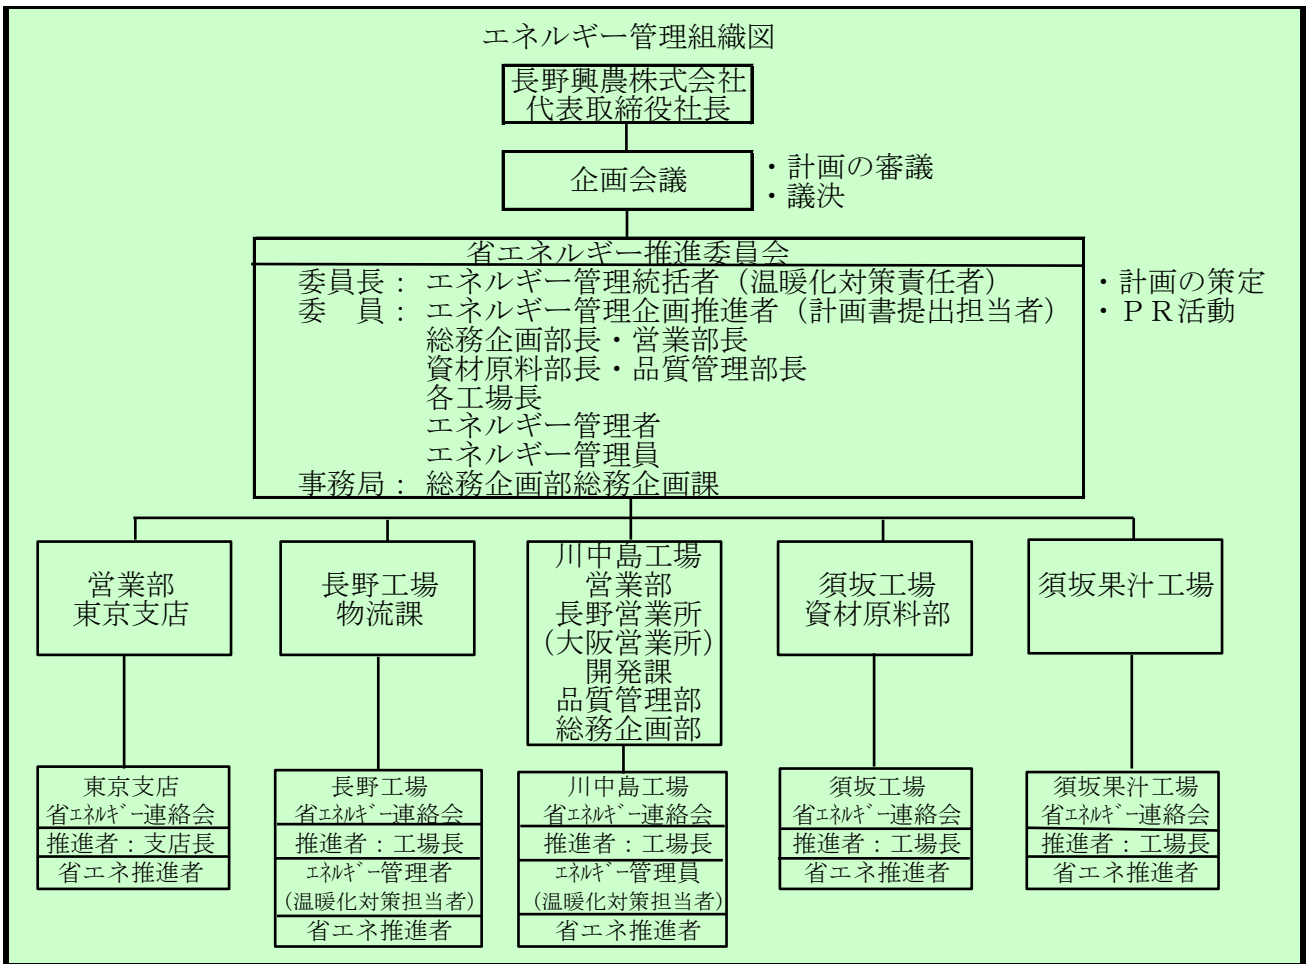 エネルギー管理組織図
長野興農株式会社
代表取締役社長
企画会議
・計画の審議
・議決
省エネルギー推進委員会
委員長： エネルギー管理統括者（温暖化対策責任者）
委　員： エネルギー管理企画推進者（計画書提出担当者）
総務企画部長・営業部長
資材原料部長・品質管理部長
各工場長
エネルギー管理者
エネルギー管理員
事務局： 総務企画部総務企画課
・計画の策定
・ＰＲ活動
営業部
東京支店
長野工場
物流課
川中島工場
営業部
長野営業所
（大阪営業所）
開発課
品質管理部
総務企画部
須坂工場
資材原料部
須坂果汁工場
東京支店
省ｴﾈﾙｷﾞｰ連絡会
推進者：支店長
省エネ推進者
長野工場
省ｴﾈﾙｷﾞｰ連絡会
推進者：工場長
ｴﾈﾙｷﾞｰ管理者
(温暖化対策担当者)
省エネ推進者
川中島工場
省ｴﾈﾙｷﾞｰ連絡会
推進者：工場長
ｴﾈﾙｷﾞｰ管理員
(温暖化対策担当者)
省エネ推進者
須坂工場
省ｴﾈﾙｷﾞｰ連絡会
推進者：工場長
省エネ推進者
須坂果汁工場
省ｴﾈﾙｷﾞｰ連絡会
推進者：工場長
省エネ推進者